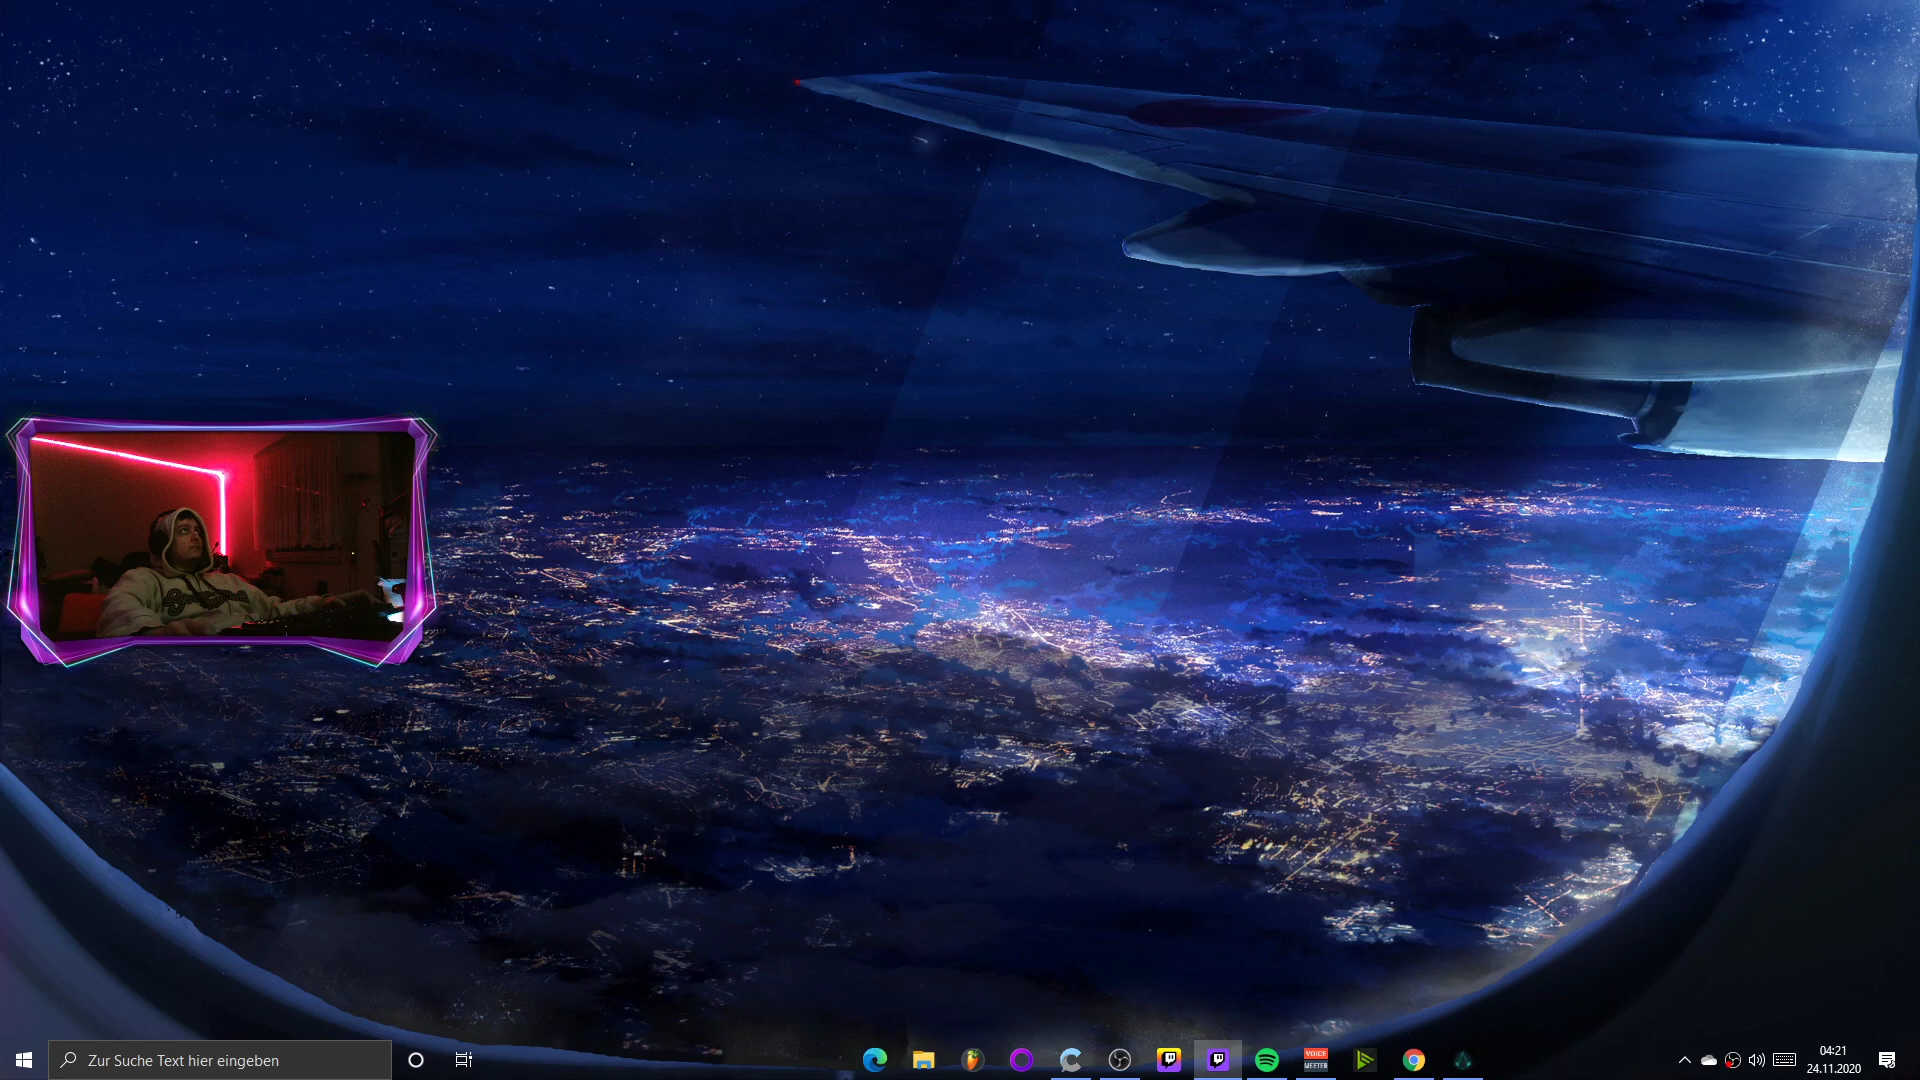 Zur Suche Text hier eingeben
VOICE
MEETER
04:21
24.11.2020